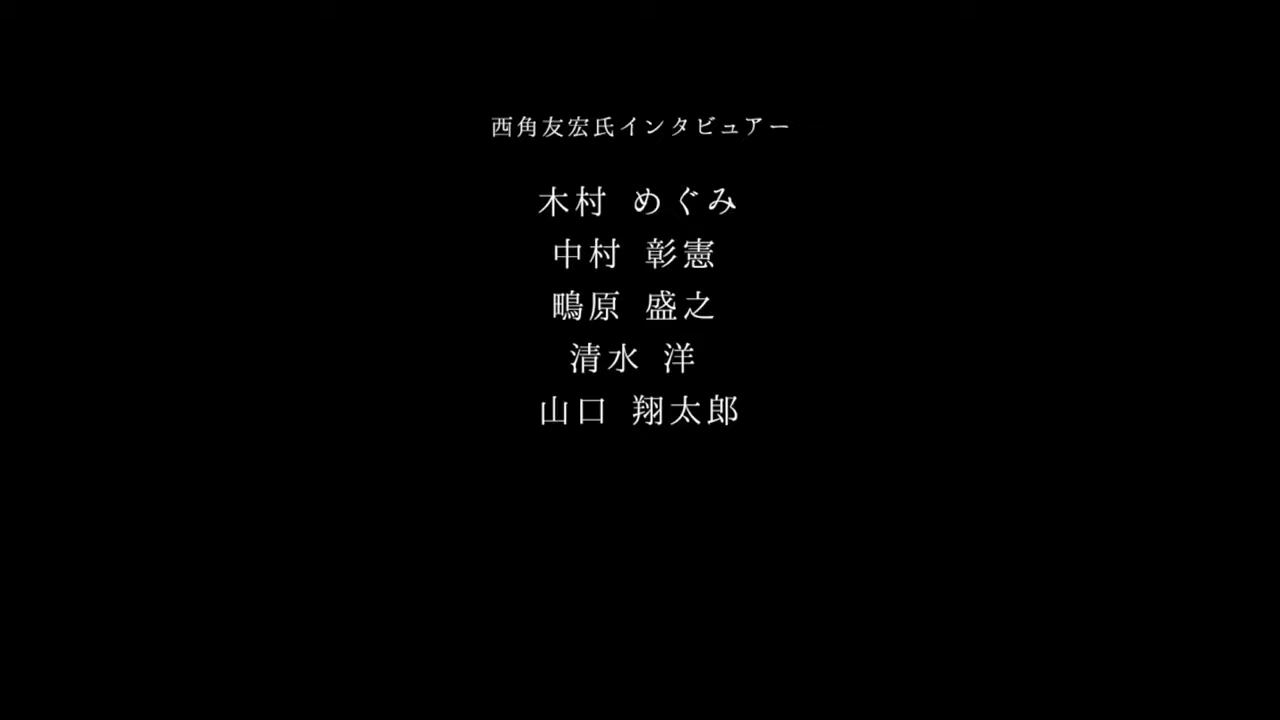 西角友宏氏インタビュアー
木村 めぐみ
中村 彰憲
鴫原 盛之
清水 洋
山口 翔太郎